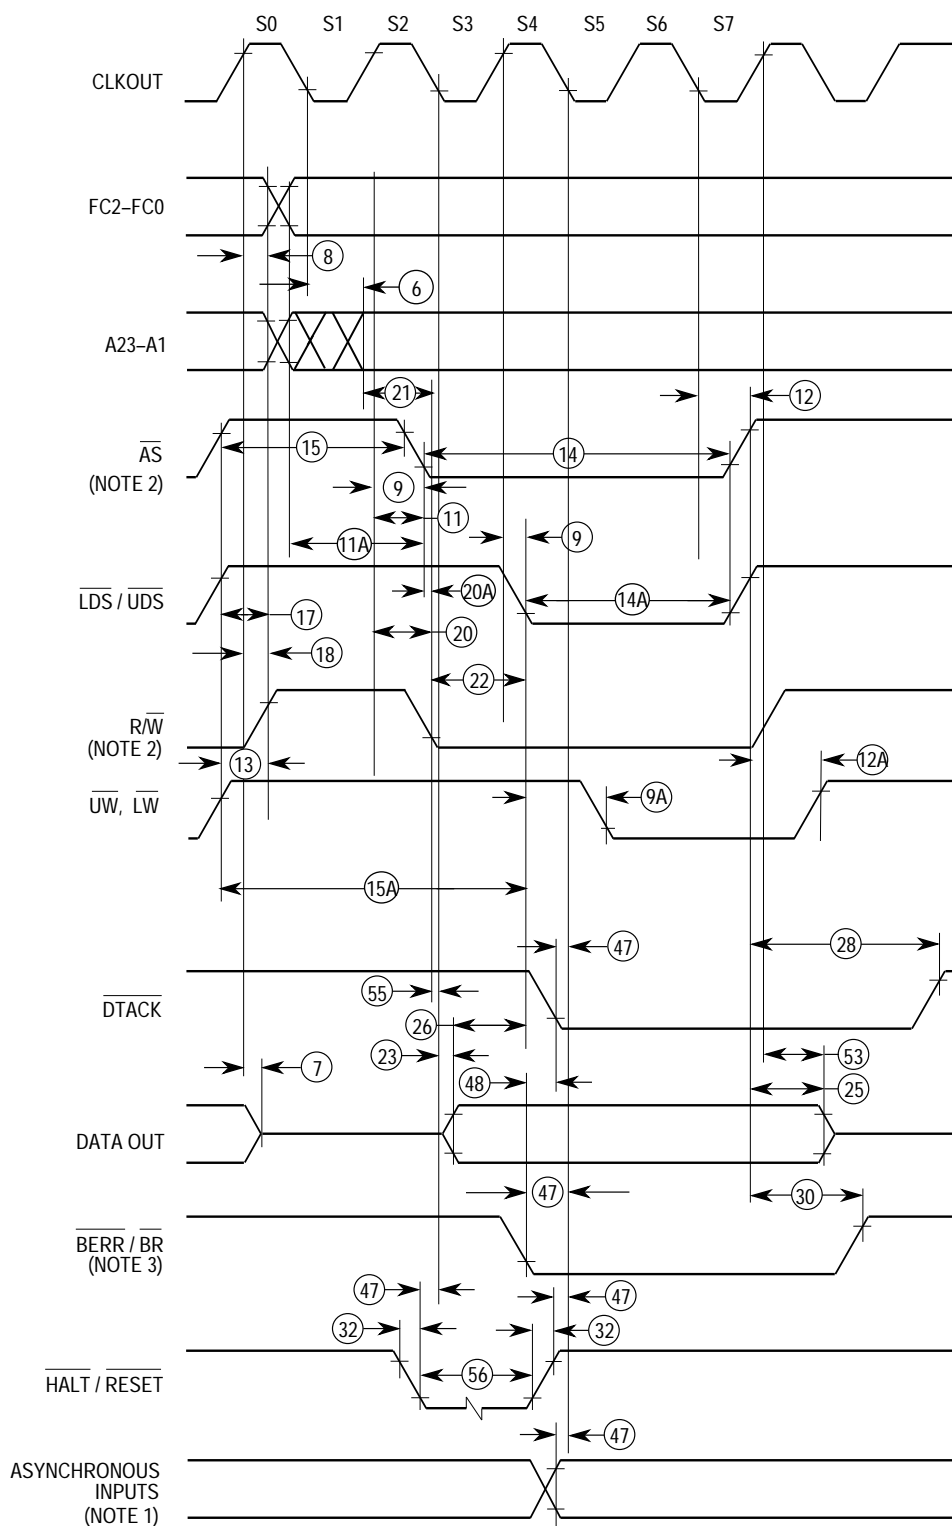 S0 S1 S2 S3 S4 S5 S6 S7
CLKOUT
FC2–FC0
8
6
A23–A1
21
12
15
14
AS
(NOTE 2)
9
11
9
11A
20A
14A
LDS / UDS
17
20
18
22
R/W
(NOTE 2)
13
12A
9A
UW, LW
15A
47
28
55
DTACK
26
23
53
7
48
25
DATA OUT
47
30
BERR / BR
(NOTE 3)
47
47
32
32
56
HALT / RESET
47
ASYNCHRONOUS
INPUTS
(NOTE 1)